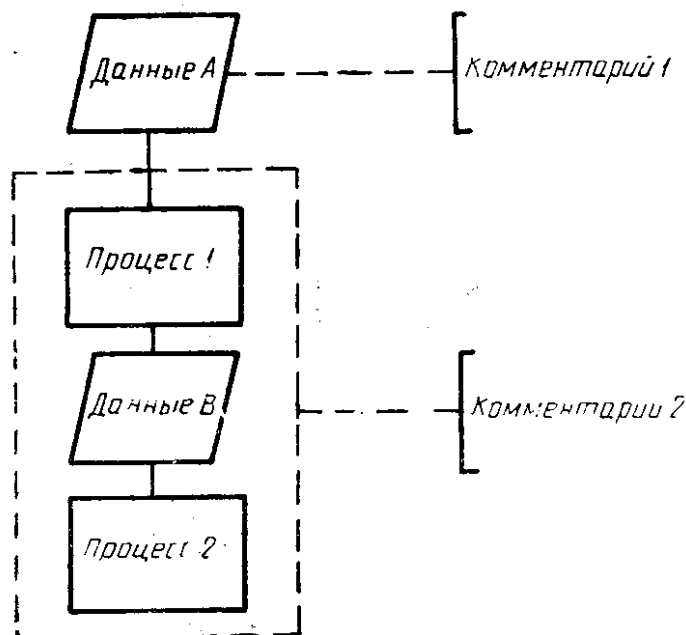 Данные А
Комментарий 1
Процесс 1
Данные В
Комментарии 2
Процесс 2